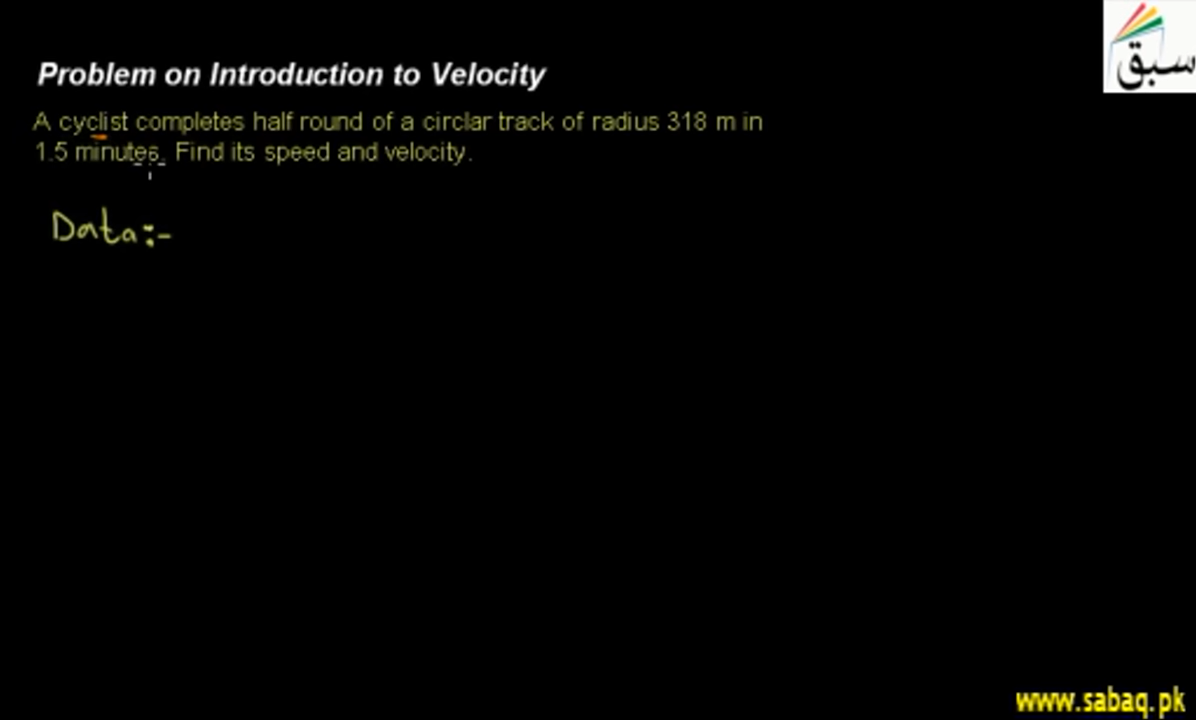 سبق
Problem on Introduction to Velocity
A cyclist completes half round of a circlar track of radius 318 m in
1.5 minutes. Find its speed and velocity.
Data:-
www.sabaq.pk